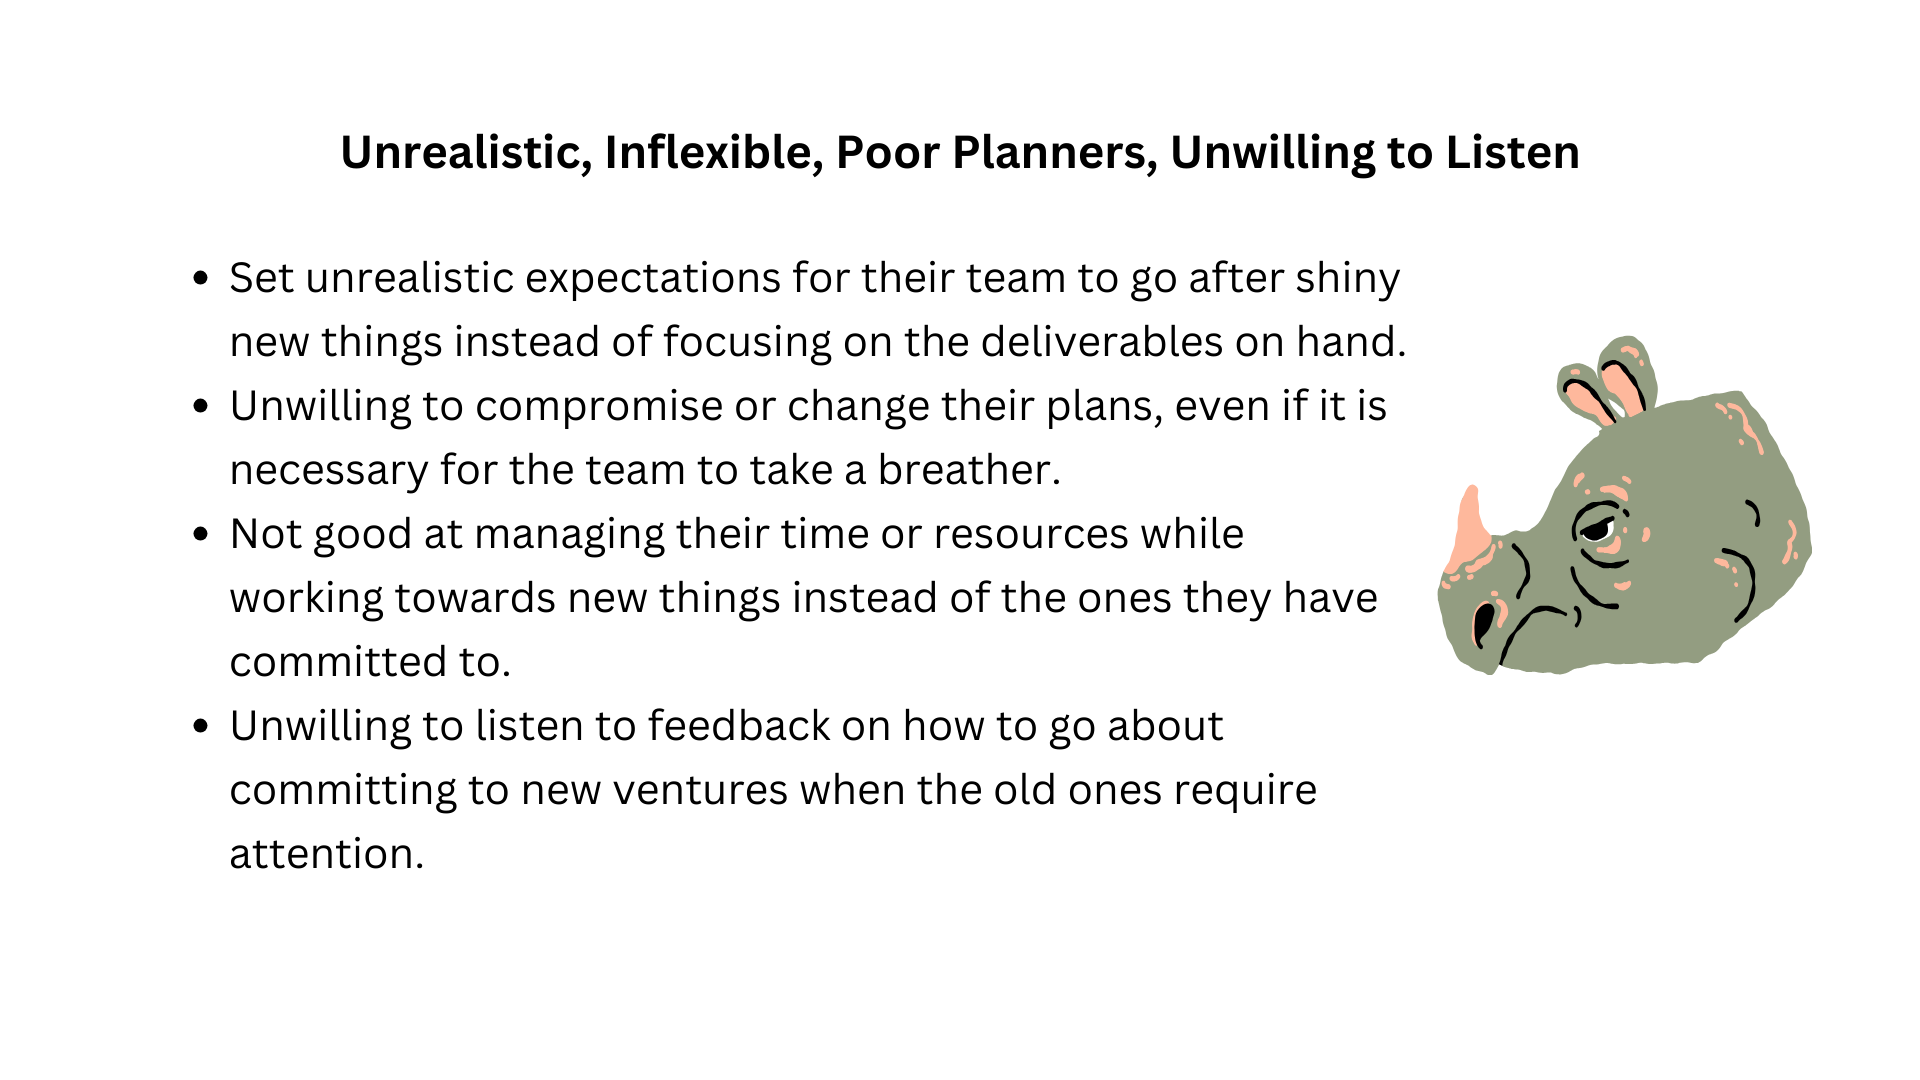 Unrealistic, Inflexible, Poor Planners, Unwilling to Listen
• Set unrealistic expectations for their team to go after shiny
new things instead of focusing on the deliverables on hand.
• Unwilling to compromise or change their plans, even if it is
necessary for the team to take a breather.
• Not good at managing their time or resources while
working towards new things instead of the ones they have
committed to.
• Unwilling to listen to feedback on how to go about
committing to new ventures when the old ones require
attention.